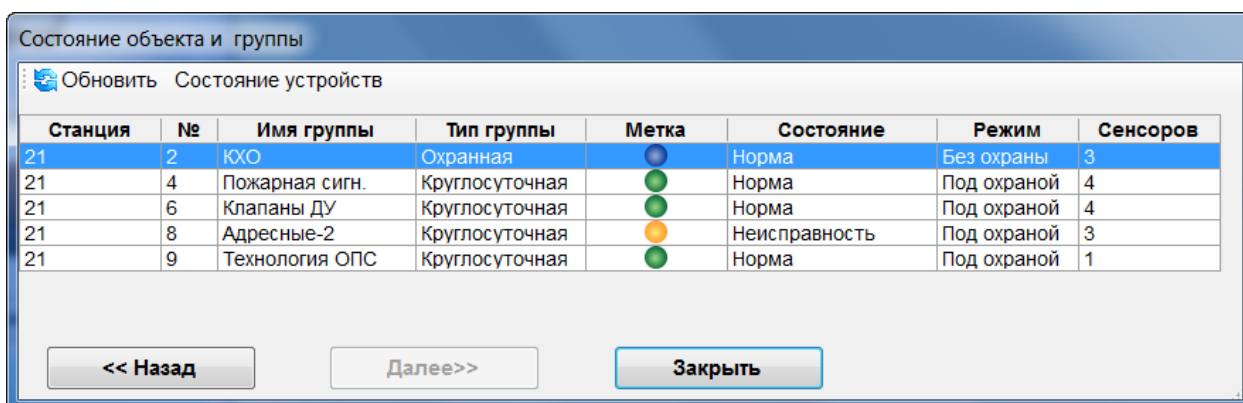 Состояние объекта и группы
Обновить Состояние устройств
Станция № Имя группы Тип группы Метка Состояние Режим Сенсоров
21 2 КХО Охранная Норма Без охраны 3
21 4 Пожарная сигн. Круглосуточная Норма Под охраной 4
21 6 Клапаны ДУ Круглосуточная Норма Под охраной 4
21 8 Адресные-2 Круглосуточная Неисправность Под охраной 3
21 9 Технология ОПС Круглосуточная Норма Под охраной 1
<< Назад Далее>> Закрыть